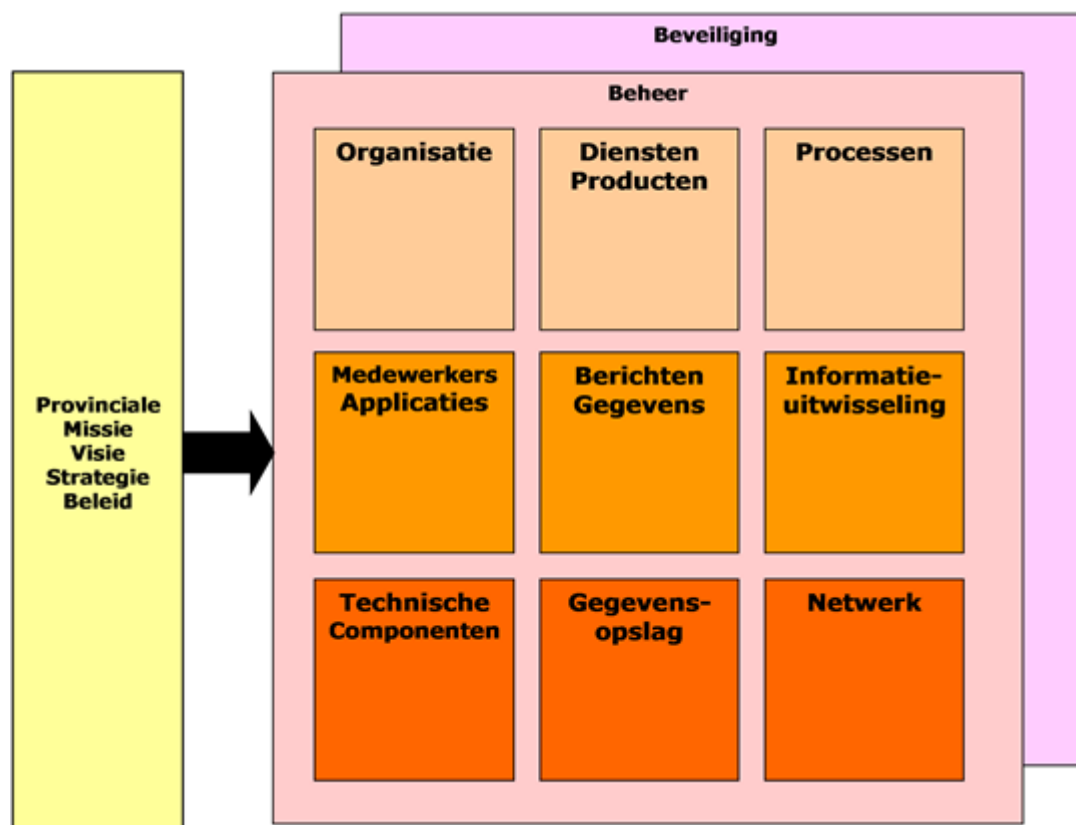 Beveiliging
Beheer
Organisatie
Diensten
Producten
Processen
Medewerkers
Applicaties
Berichten
Gegevens
Informatie-
uitwisseling
Technische
Componenten
Gegevens-
opslag
Netwerk
Provinciale
Missie
Visie
Strategie
Beleid